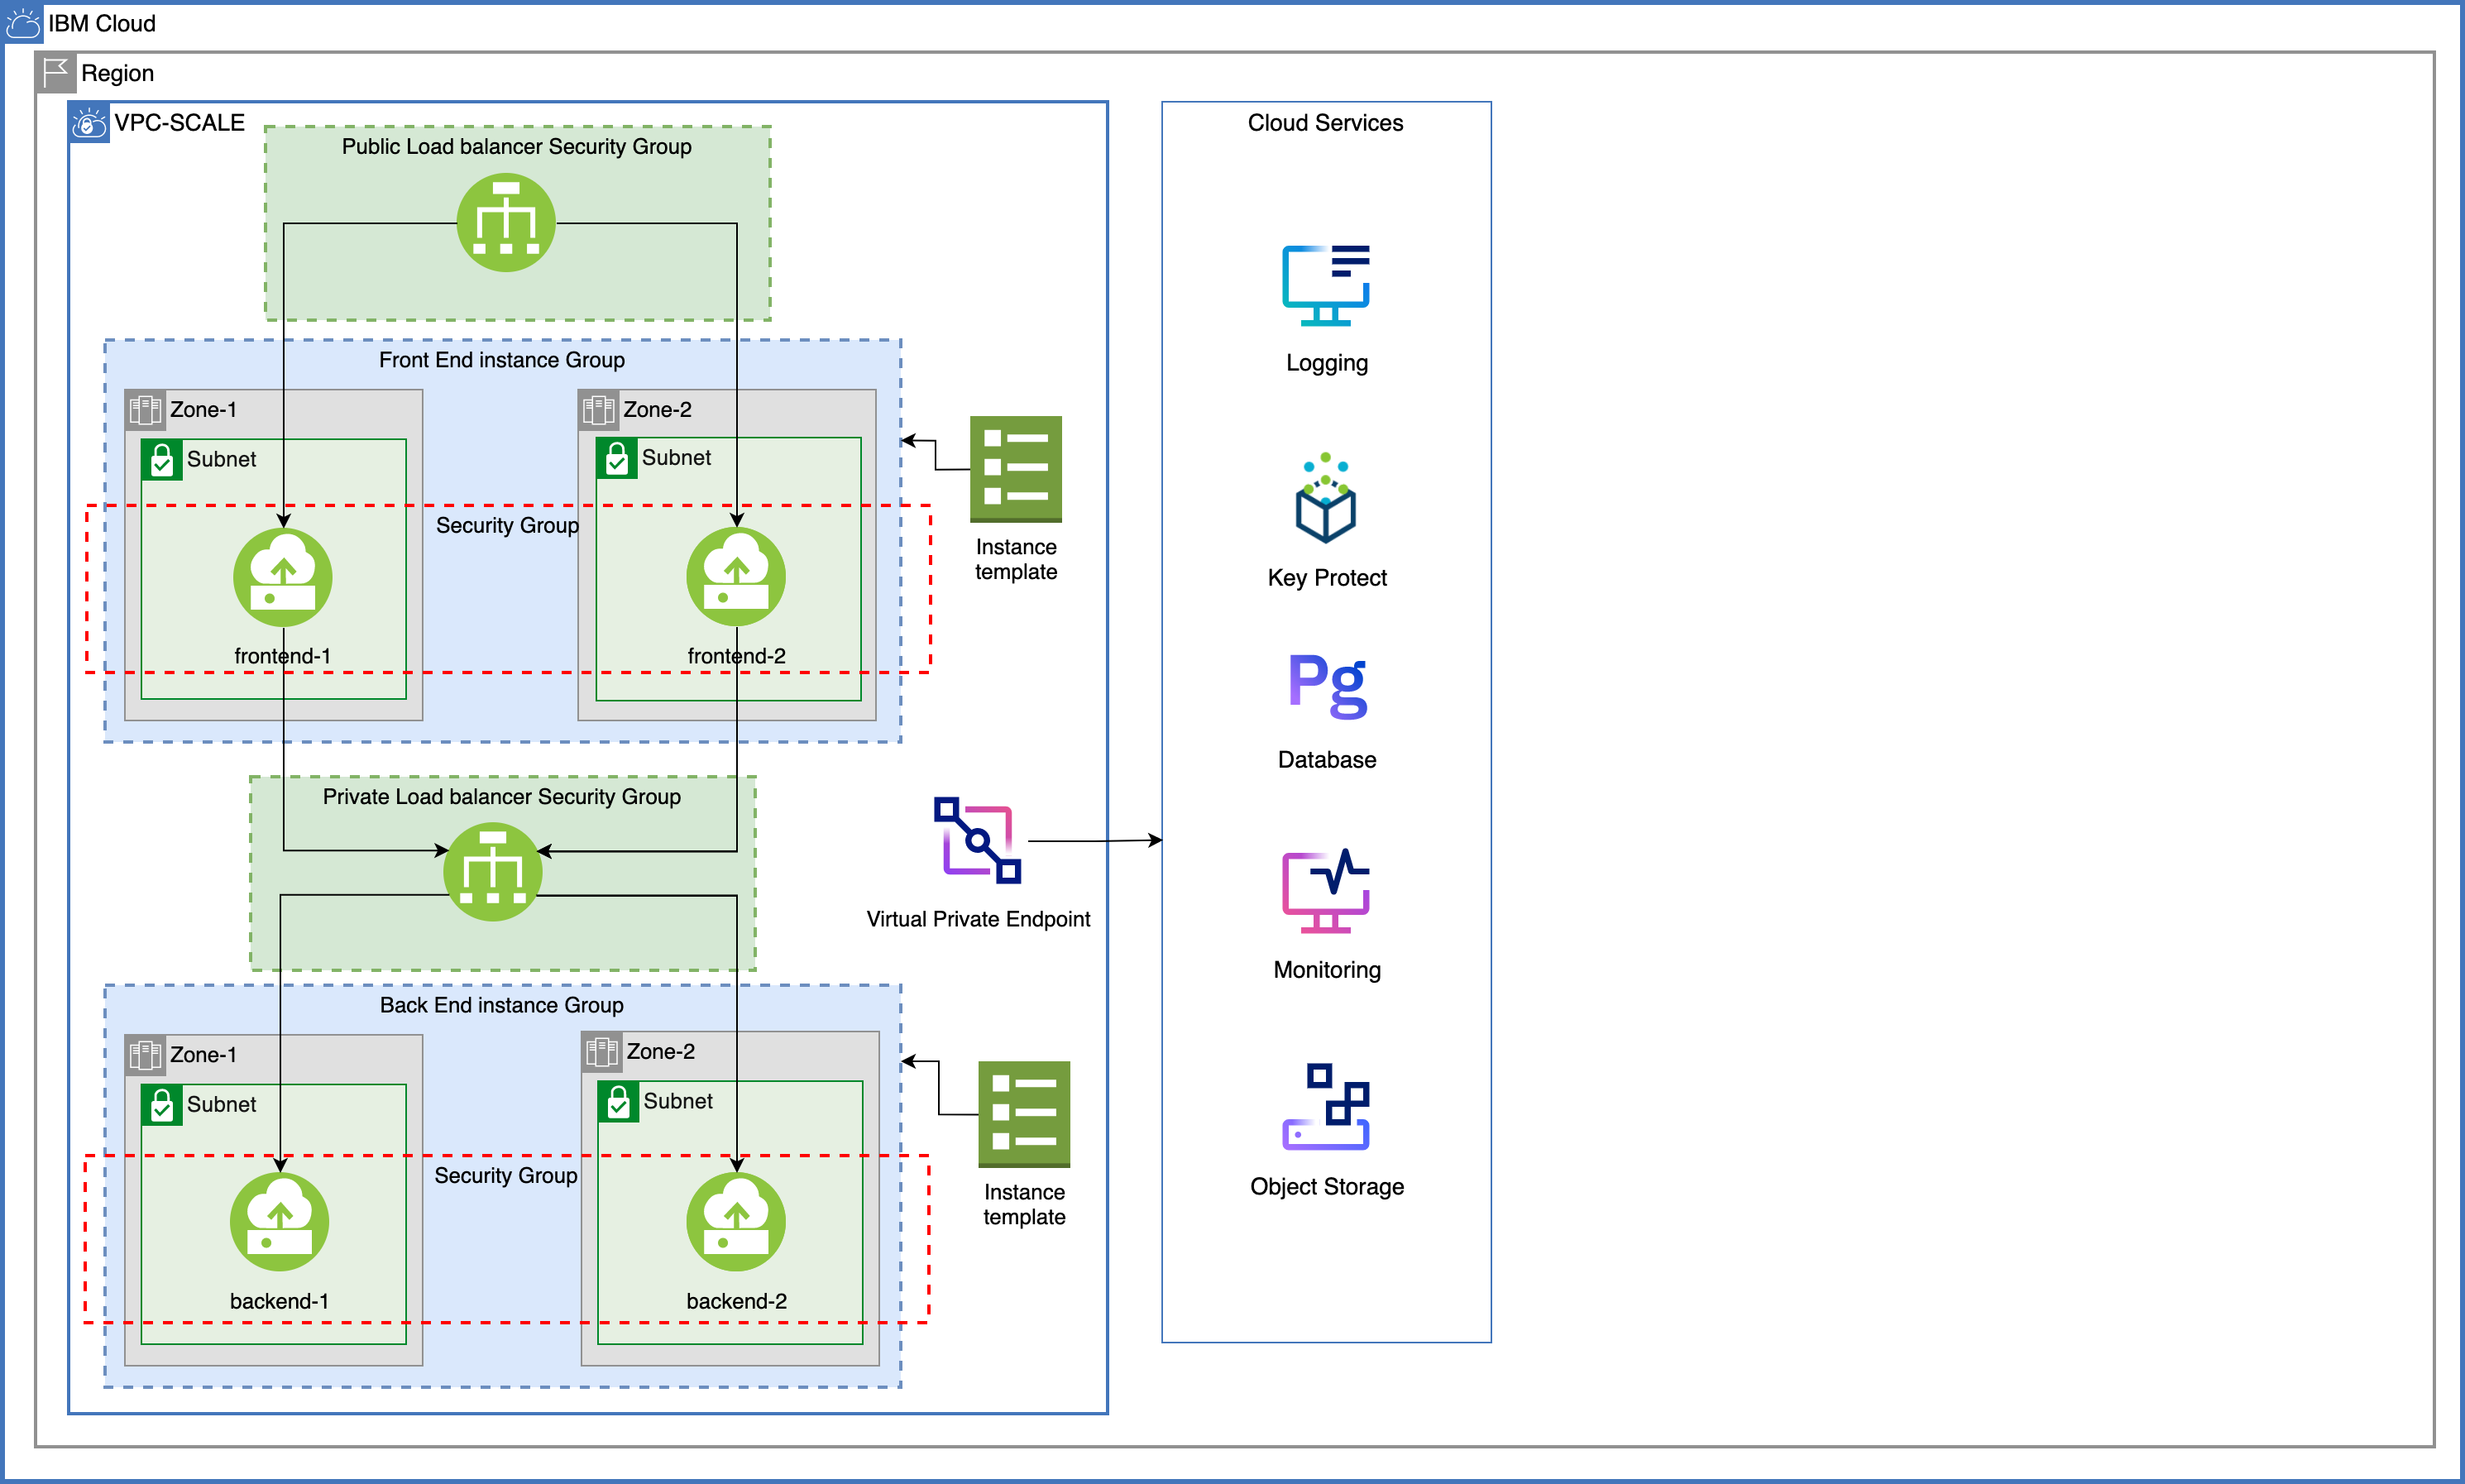 IBM Cloud
Region
VPC-SCALE
Public Load balancer Security Group
Front End instance Group
Zone-1
Subnet
Zone-2
Subnet
Security Group
frontend-1
frontend-2
Instance
template
Private Load balancer Security Group
Virtual Private Endpoint
Back End instance Group
Zone-1
Subnet
Zone-2
Subnet
Security Group
backend-1
backend-2
Instance
template
Cloud Services
Logging
Key Protect
Pg
Database
Monitoring
Object Storage